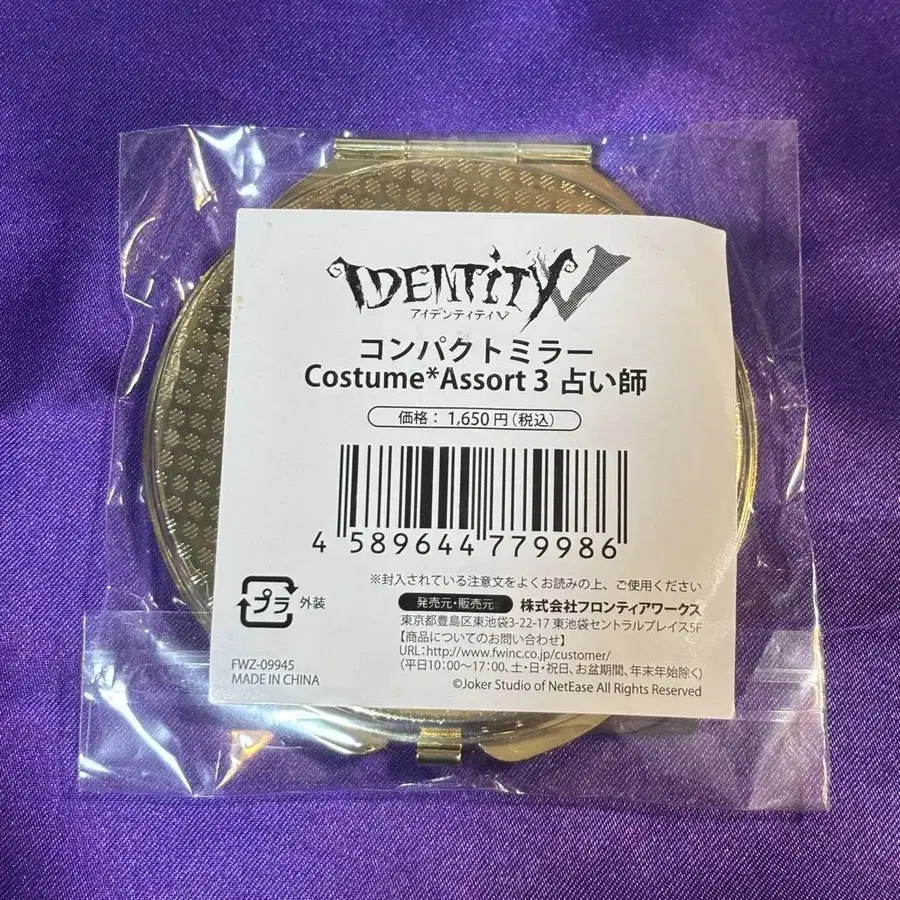 IDENTITY V
アイデンティティV
コンパクトミラー
Costume*Assort 3 占い師
価格：1,650円(税込)
4 589644 779986
※封入されている注意文をよくお読みの上、ご使用ください
プラ 外装
発売元・販売元 株式会社フロンティアワークス
東京都豊島区東池袋3-22-17 東池袋セントラルプレイス5F
【商品についてのお問い合わせ】
URL:http://www.fwinc.co.jp/customer/
(平日10:00〜17:00、土・日・祝日、お盆期間、年末年始除く)
FWZ-09945
MADE IN CHINA
©Joker Studio of NetEase All Rights Reserved